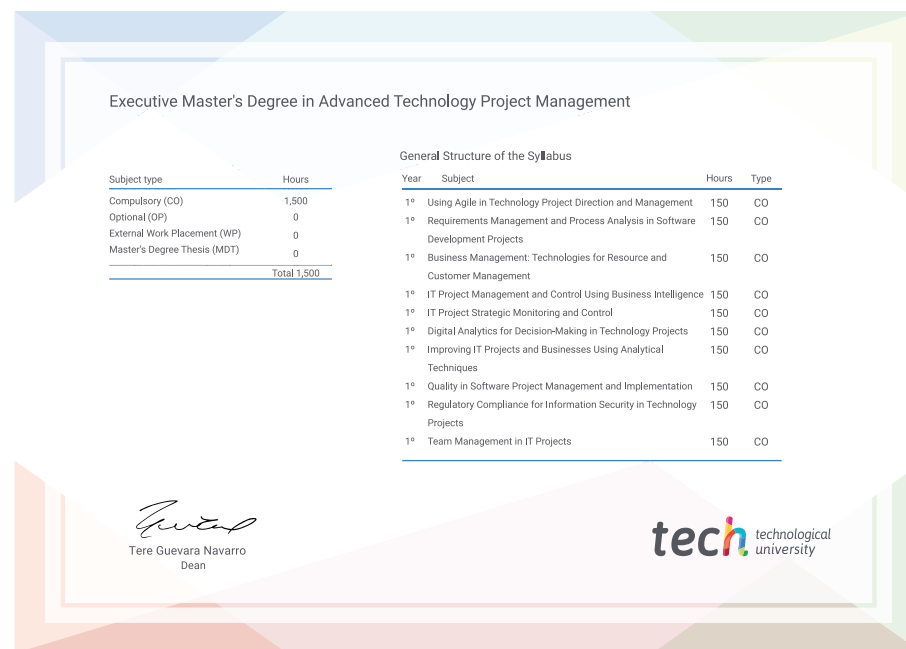 Executive Master's Degree in Advanced Technology Project Management
Subject type Hours
Compulsory (CO) 1,500
Optional (OP) 0
External Work Placement (WP) 0
Master's Degree Thesis (MDT) 0
Total 1,500
General Structure of the Syllabus
Year Subject Hours Type
1º Using Agile in Technology Project Direction and Management 150 CO
1º Requirements Management and Process Analysis in Software 150 CO
Development Projects
1º Business Management: Technologies for Resource and 150 CO
Customer Management
1º IT Project Management and Control Using Business Intelligence 150 CO
1º IT Project Strategic Monitoring and Control 150 CO
1º Digital Analytics for Decision-Making in Technology Projects 150 CO
1º Improving IT Projects and Businesses Using Analytical 150 CO
Techniques
1º Quality in Software Project Management and Implementation 150 CO
1º Regulatory Compliance for Information Security in Technology 150 CO
Projects
1º Team Management in IT Projects 150 CO
Tere Guevara Navarro
Dean
tech technological
university